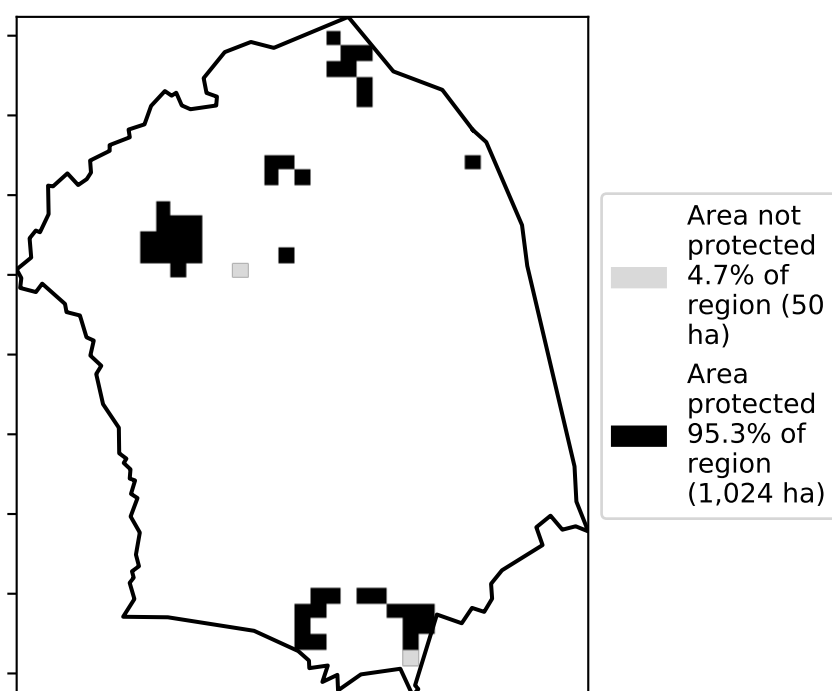 Area not
protected
4.7% of
region (50
ha)
Area
protected
95.3% of
region
(1,024 ha)